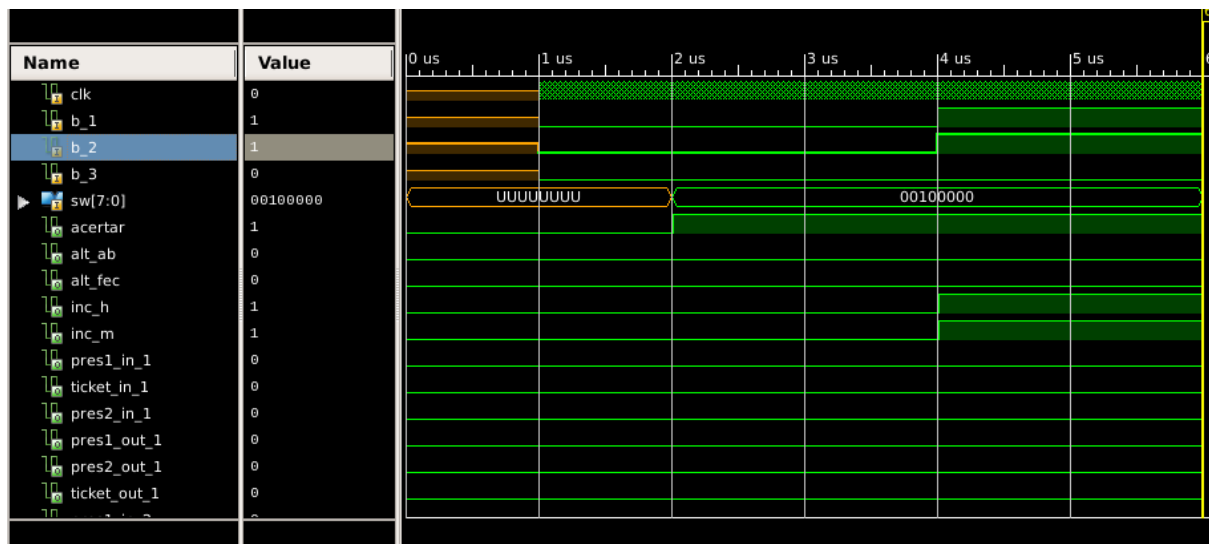 Name Value 0 us 1 us 2 us 3 us 4 us 5 us
clk 0
b_1 1
b_2 1
b_3 0
sw[7:0] 00100000 UUUUUUUU 00100000
acertar 1
alt_ab 0
alt_fec 0
inc_h 1
inc_m 1
pres1_in_1 0
ticket_in_1 0
pres2_in_1 0
pres1_out_1 0
pres2_out_1 0
ticket_out_1 0